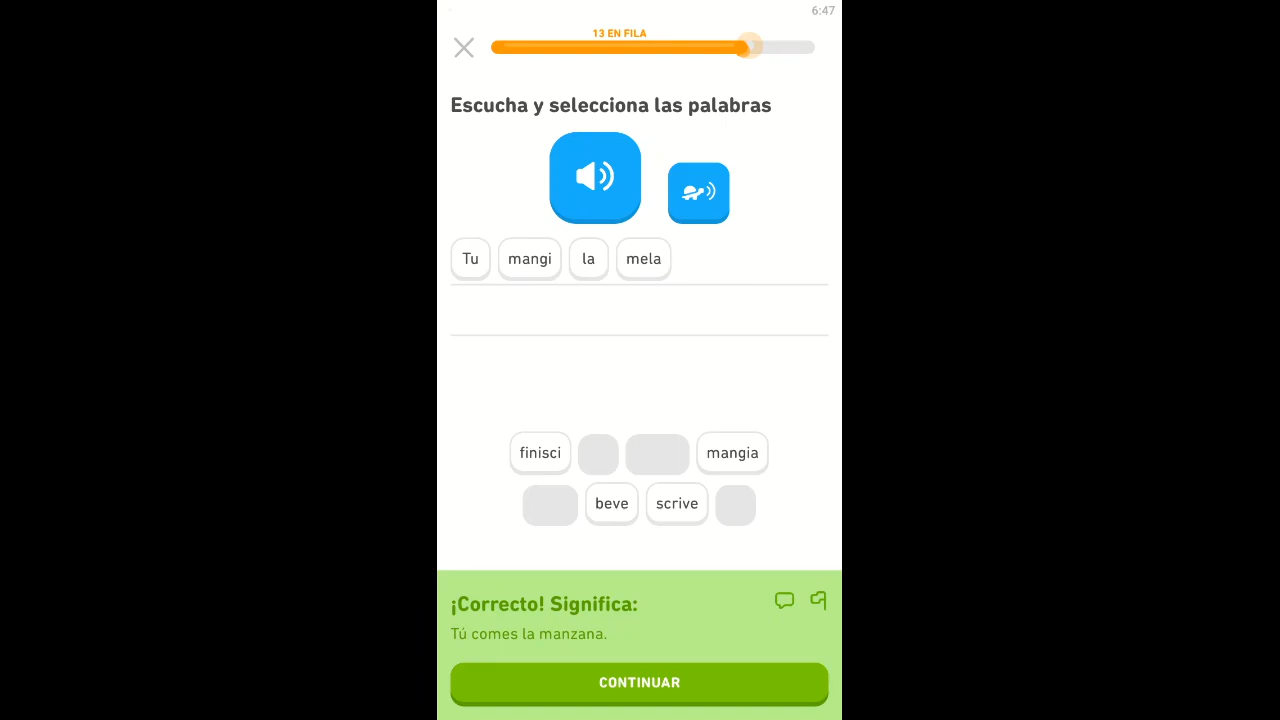 6:47
13 EN FILA
Escucha y selecciona las palabras
Tu mangi la mela
finisci mangia
beve scrive
¡Correcto! Significa:
Tú comes la manzana.
CONTINUAR